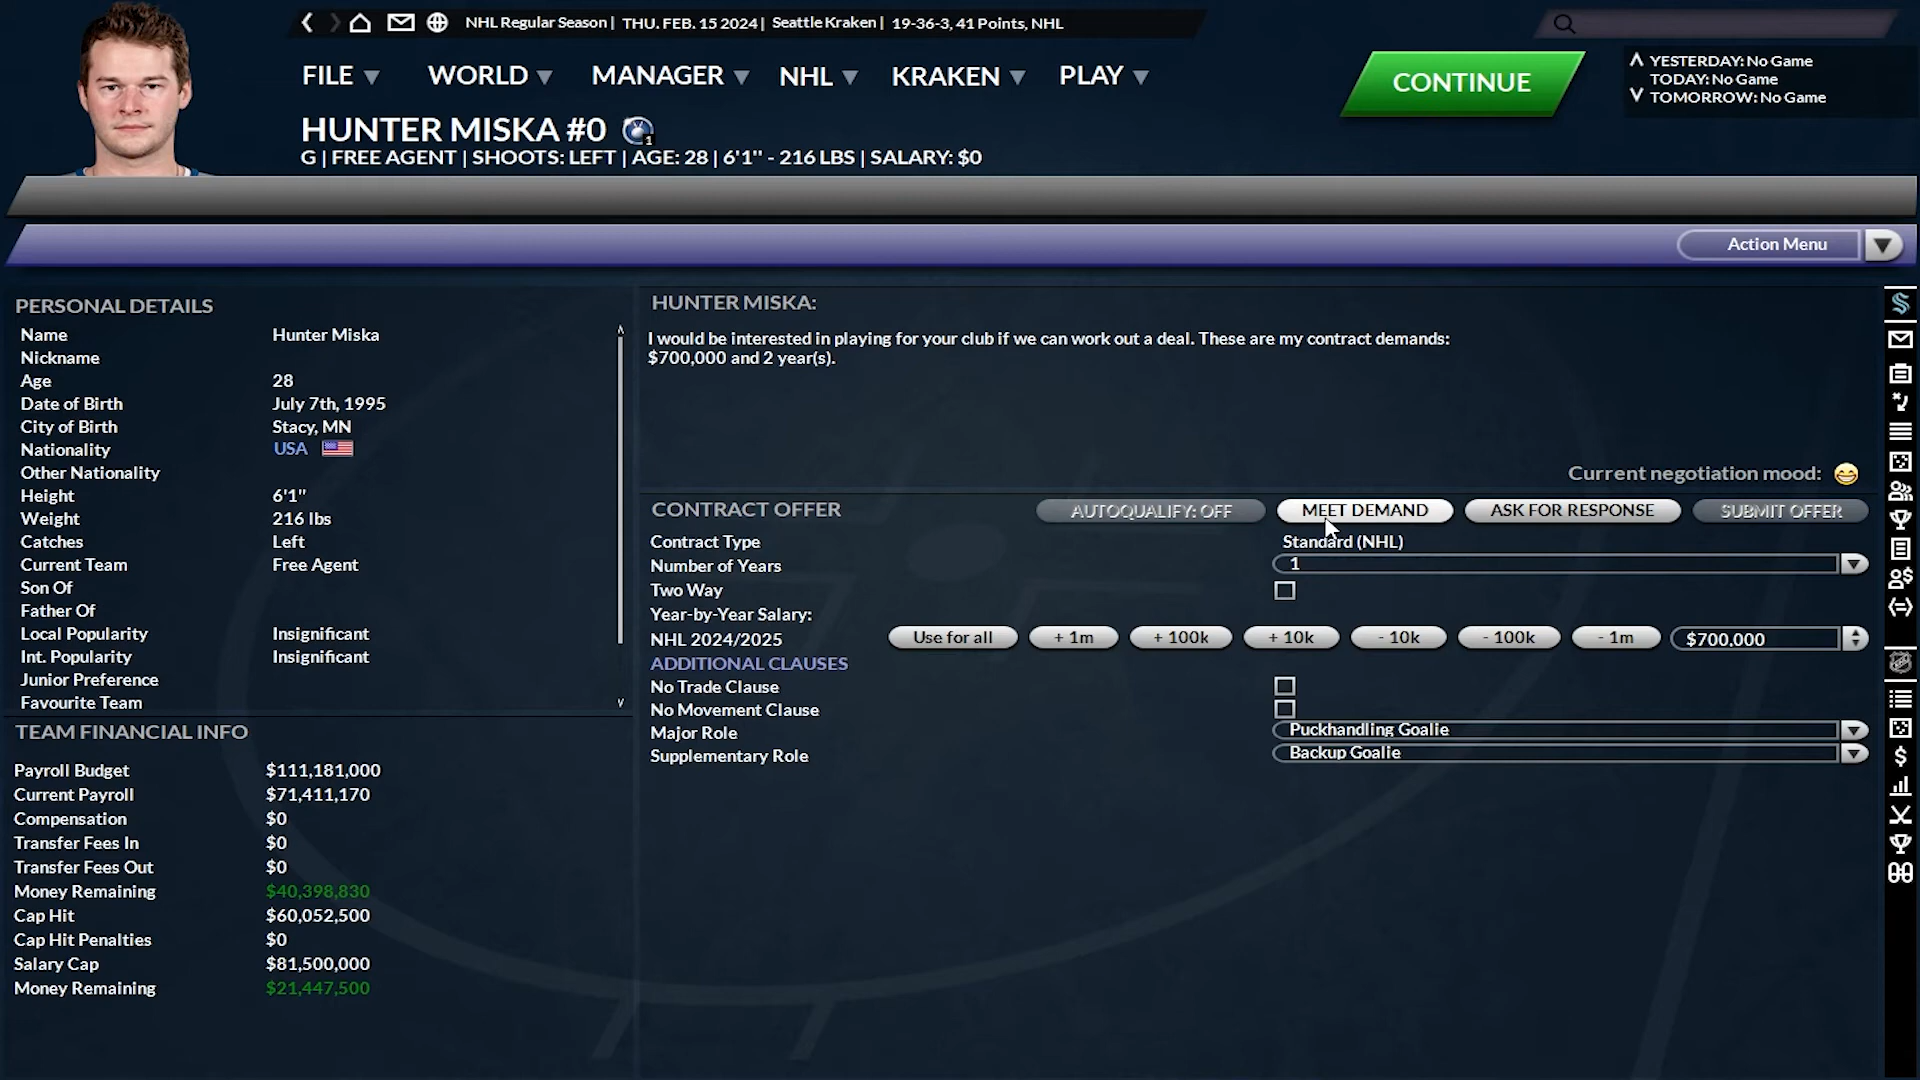 NHL Regular Season | THU. FEB. 15 2024 | Seattle Kraken | 19-36-3, 41 Points, NHL
FILE WORLD MANAGER NHL KRAKEN PLAY
CONTINUE
YESTERDAY: No Game
TODAY: No Game
TOMORROW: No Game
HUNTER MISKA #0 1
G | FREE AGENT | SHOOTS: LEFT | AGE: 28 | 6'1" - 216 LBS | SALARY: $0
Action Menu
PERSONAL DETAILS
Name Hunter Miska
Nickname
Age 28
Date of Birth July 7th, 1995
City of Birth Stacy, MN
Nationality USA
Other Nationality
Height 6'1"
Weight 216 lbs
Catches Left
Current Team Free Agent
Son Of
Father Of
Local Popularity Insignificant
Int. Popularity Insignificant
Junior Preference
Favourite Team
TEAM FINANCIAL INFO
Payroll Budget $111,181,000
Current Payroll $71,411,170
Compensation $0
Transfer Fees In $0
Transfer Fees Out $0
Money Remaining $40,398,830
Cap Hit $60,052,500
Cap Hit Penalties $0
Salary Cap $81,500,000
Money Remaining $21,447,500
HUNTER MISKA:
I would be interested in playing for your club if we can work out a deal. These are my contract demands:
$700,000 and 2 year(s).
Current negotiation mood:
CONTRACT OFFER AUTOQUALIFY: OFF MEET DEMAND ASK FOR RESPONSE SUBMIT OFFER
Contract Type Standard (NHL)
Number of Years 1
Two Way
Year-by-Year Salary:
NHL 2024/2025 Use for all + 1m + 100k + 10k - 10k - 100k - 1m $700,000
ADDITIONAL CLAUSES
No Trade Clause
No Movement Clause
Major Role Puckhandling Goalie
Supplementary Role Backup Goalie